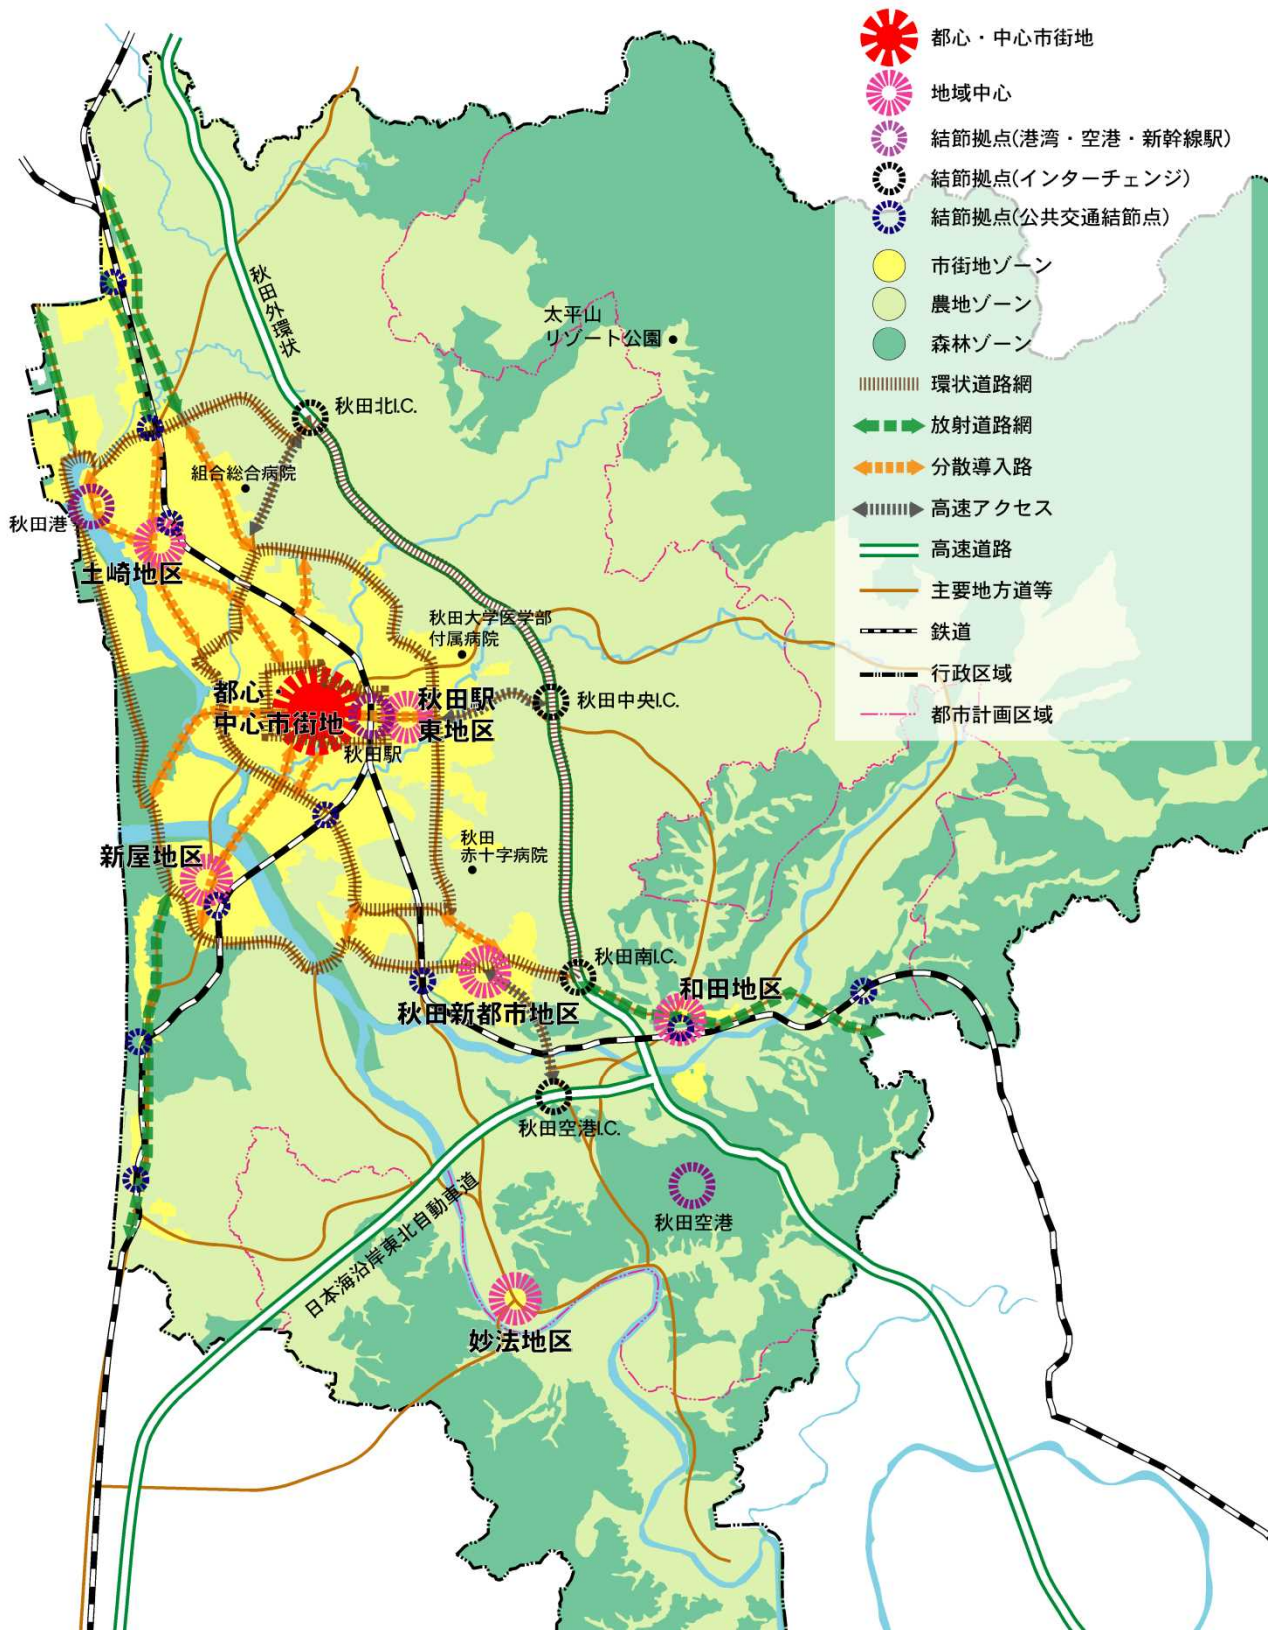 都心・中心市街地
地域中心
結節拠点(港湾・空港・新幹線駅)
結節拠点(インターチェンジ)
結節拠点(公共交通結節点)
市街地ゾーン
農地ゾーン
森林ゾーン
環状道路網
放射道路網
分散導入路
高速アクセス
高速道路
主要地方道等
鉄道
行政区域
都市計画区域
秋田外環状
太平山
リゾート公園
秋田北I.C.
組合総合病院
秋田港
土崎地区
秋田大学医学部
付属病院
都心・
中心市街地
秋田駅
東地区
秋田駅
秋田中央I.C.
新屋地区
秋田
赤十字病院
秋田南I.C.
和田地区
秋田新都市地区
秋田空港I.C.
秋田空港
日本海沿岸東北自動車道
妙法地区